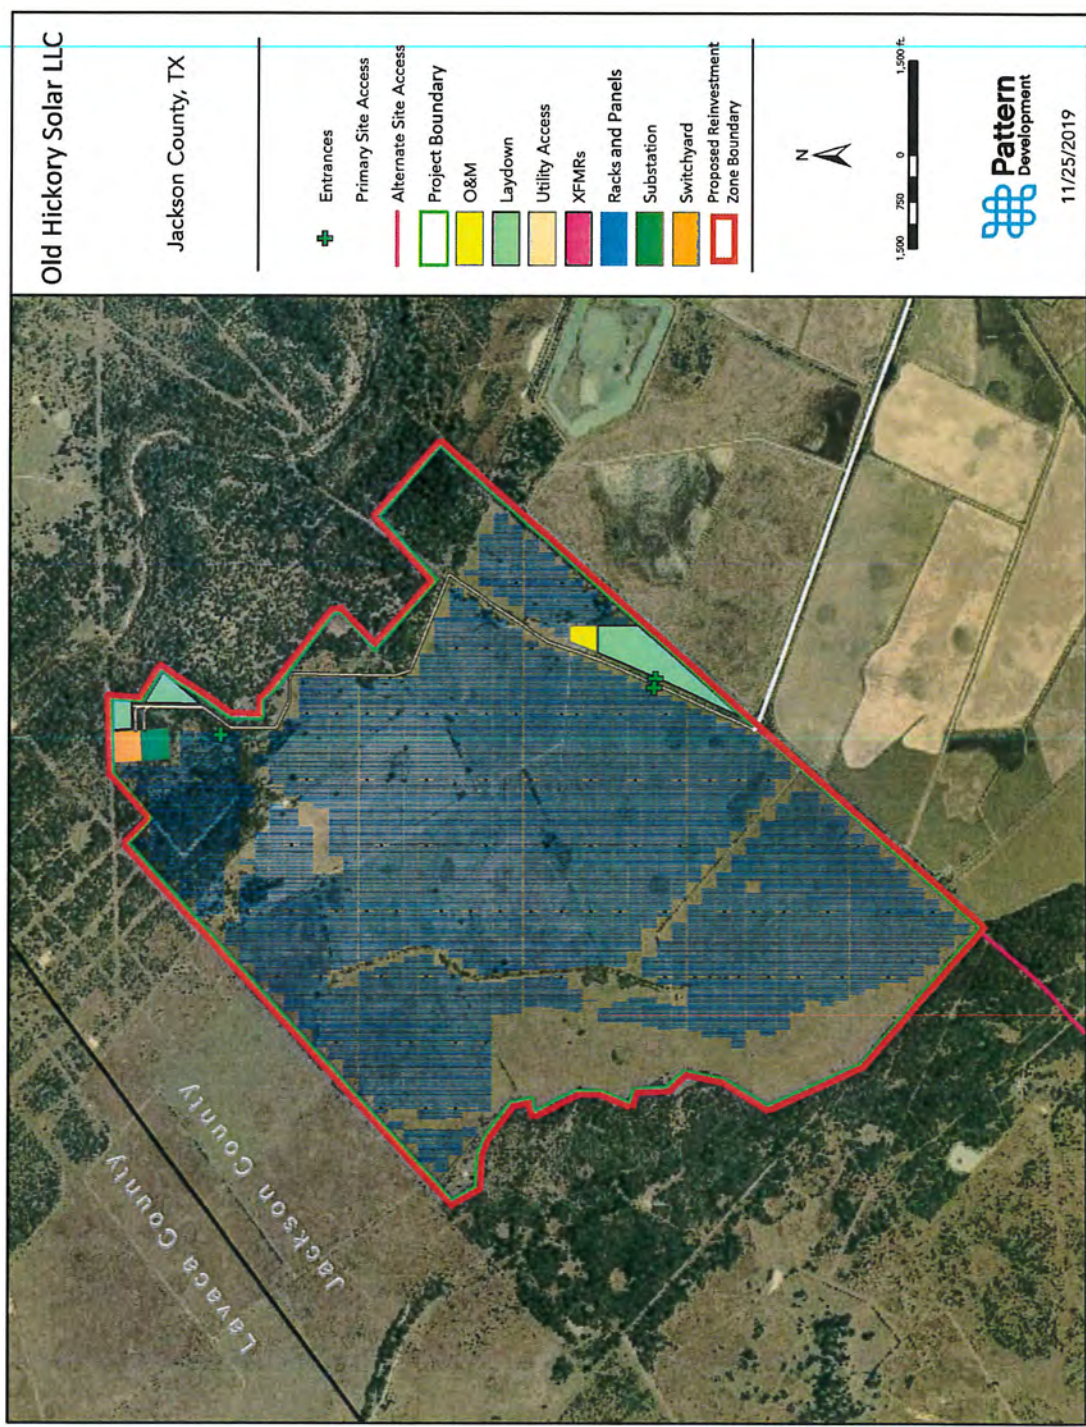 Old Hickory Solar LLC
Jackson County, TX
Entrances
Primary Site Access
Alternate Site Access
Project Boundary
O&M
Laydown
Utility Access
XFMRs
Racks and Panels
Substation
Switchyard
Proposed Reinvestment
Zone Boundary
N
1,500 750 0 1,500 ft.
Pattern
Development
11/25/2019
Lavaca County
Jackson County